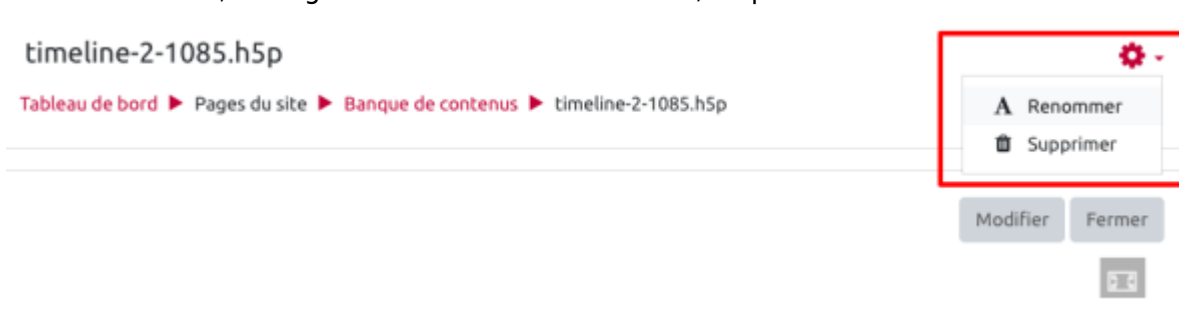 timeline-2-1085.h5p
Tableau de bord ▶ Pages du site ▶ Banque de contenus ▶ timeline-2-1085.h5p
A Renommer
Supprimer
Modifier Fermer